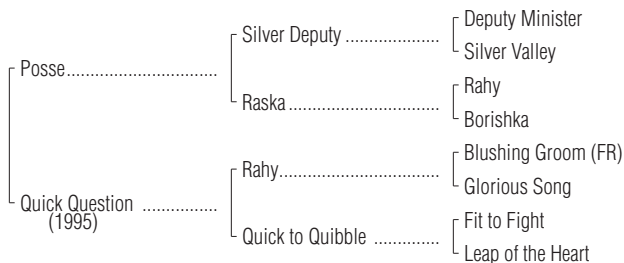 Deputy Minister
Silver Deputy ......................
Silver Valley
Posse................................
Rahy
Raska ...................................
Borishka
Blushing Groom (FR)
Rahy.....................................
Glorious Song
Quick Question ................
(1995)
Fit to Fight
Quick to Quibble ..............
Leap of the Heart